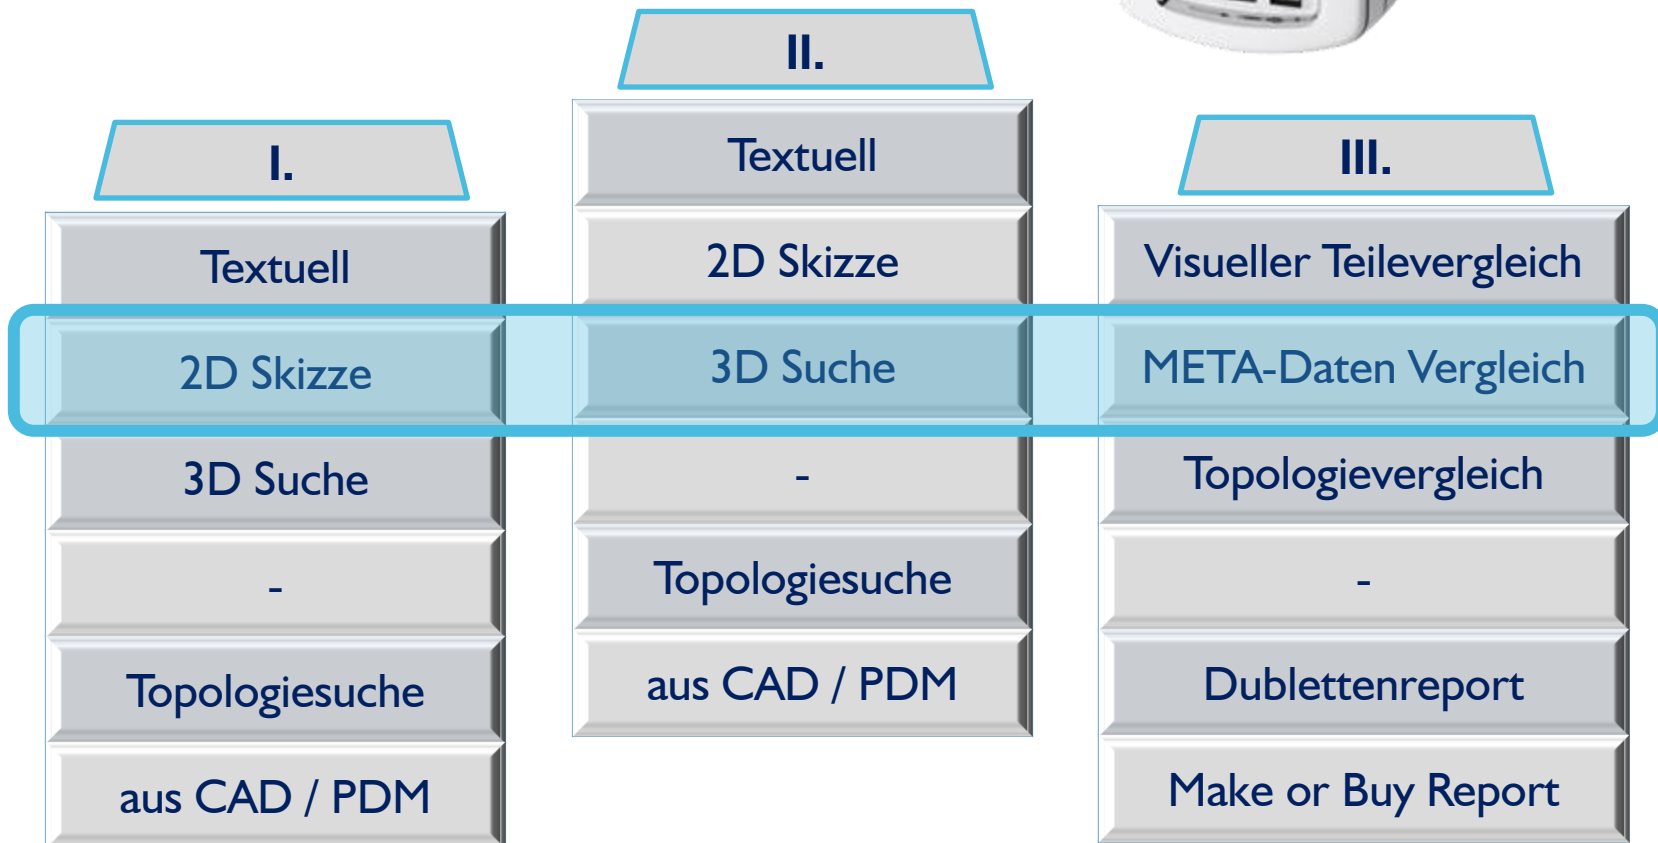 I.
Textuell
2D Skizze
3D Suche
-
Topologiesuche
aus CAD / PDM
II.
Textuell
2D Skizze
3D Suche
-
Topologiesuche
aus CAD / PDM
III.
Visueller Teilevergleich
META-Daten Vergleich
Topologievergleich
-
Dublettenreport
Make or Buy Report